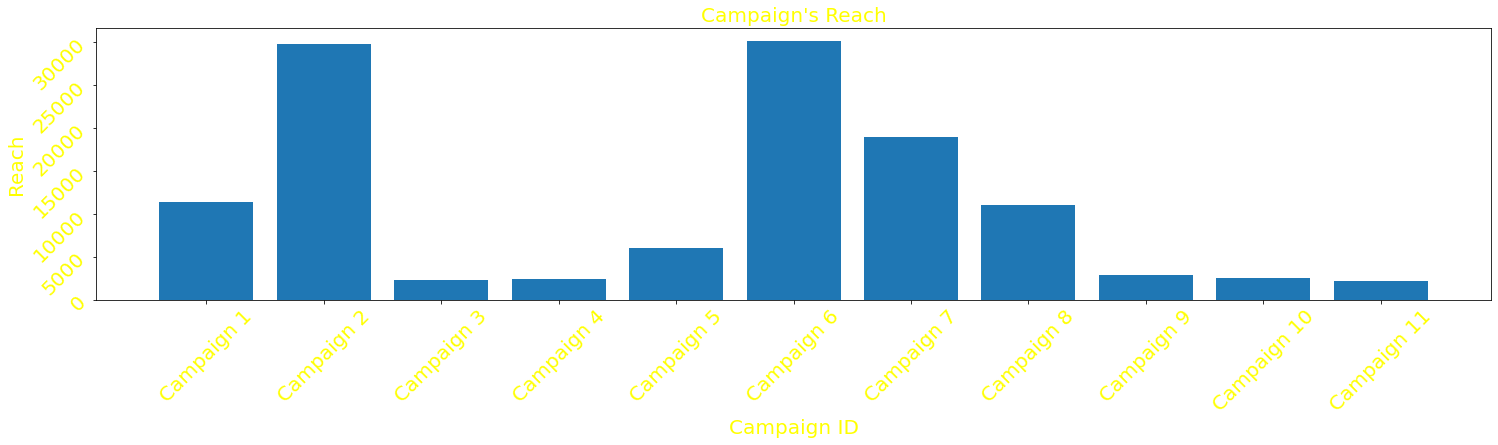 Campaign's Reach
Reach
30000
25000
20000
15000
10000
5000
0
Campaign 1
Campaign 2
Campaign 3
Campaign 4
Campaign 5
Campaign 6
Campaign 7
Campaign 8
Campaign 9
Campaign 10
Campaign 11
Campaign ID